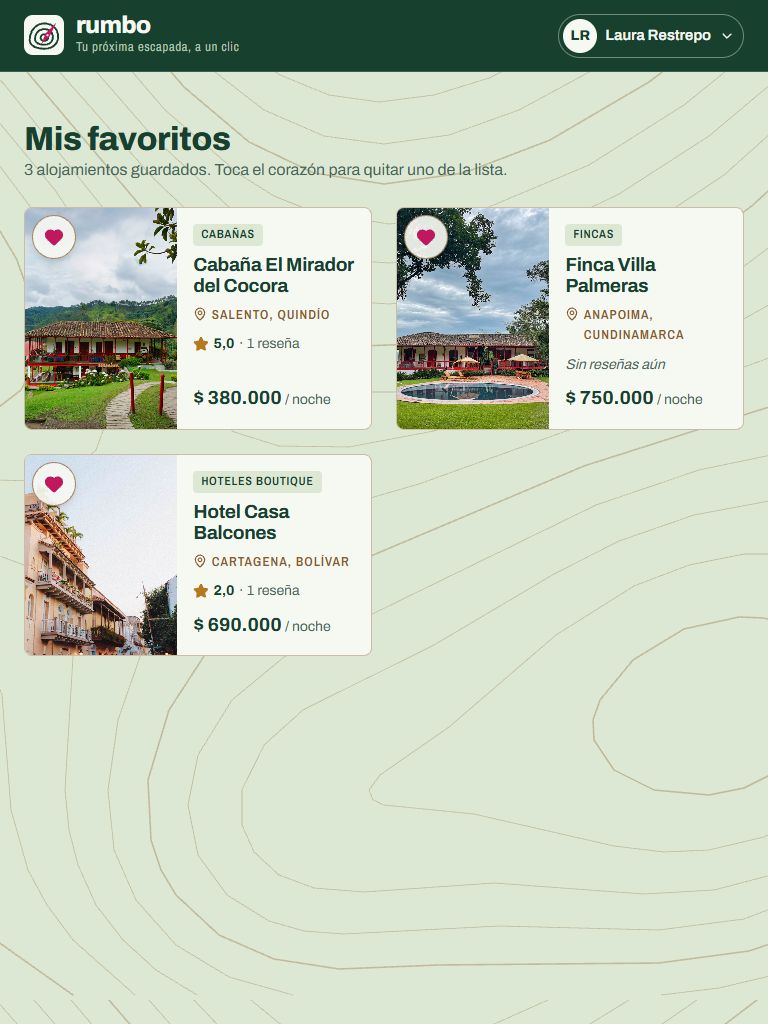 rumbo
Tu próxima escapada, a un clic
LR Laura Restrepo
Mis favoritos
3 alojamientos guardados. Toca el corazón para quitar uno de la lista.
CABAÑAS
Cabaña El Mirador
del Cocora
SALENTO, QUINDÍO
5,0 · 1 reseña
$ 380.000 / noche
FINCAS
Finca Villa
Palmeras
ANAPOIMA,
CUNDINAMARCA
Sin reseñas aún
$ 750.000 / noche
HOTELES BOUTIQUE
Hotel Casa
Balcones
CARTAGENA, BOLÍVAR
2,0 · 1 reseña
$ 690.000 / noche